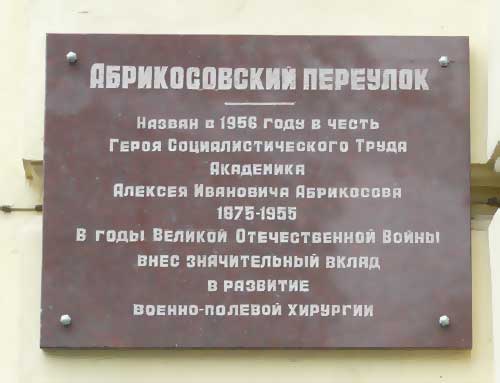 Абрикосовский переулок
Назван в 1956 году в честь
Героя Социалистического Труда
Академика
Алексея Ивановича Абрикосова
1875-1955
В годы Великой Отечественной Войны
внес значительный вклад
в развитие
военно-полевой хирургии